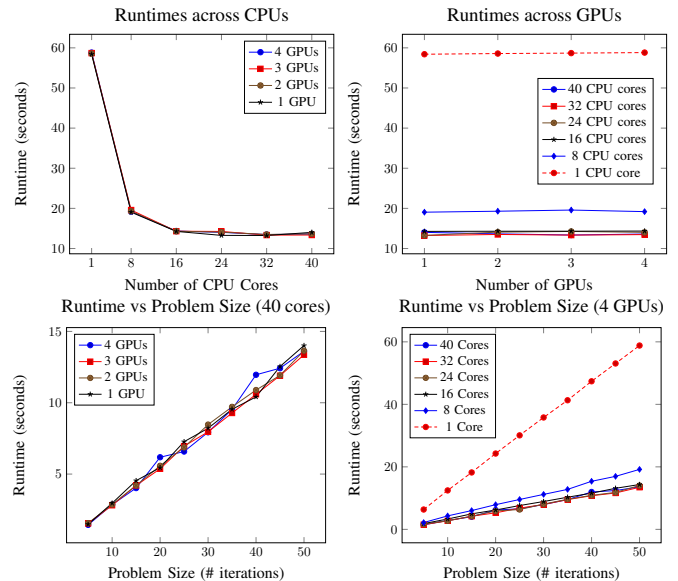 Runtimes across CPUs
60
50
40
30
20
10
1
8
16
24
32
40
Runtime (seconds)
Number of CPU Cores
4 GPUs
3 GPUs
2 GPUs
1 GPU
Runtimes across GPUs
60
50
40
30
20
10
1
2
3
4
Runtime (seconds)
Number of GPUs
40 CPU cores
32 CPU cores
24 CPU cores
16 CPU cores
8 CPU cores
1 CPU core
Runtime vs Problem Size (40 cores)
15
10
5
10
20
30
40
50
Runtime (seconds)
Problem Size (# iterations)
4 GPUs
3 GPUs
2 GPUs
1 GPU
Runtime vs Problem Size (4 GPUs)
60
40
20
0
10
20
30
40
50
Runtime (seconds)
Problem Size (# iterations)
40 Cores
32 Cores
24 Cores
16 Cores
8 Cores
1 Core